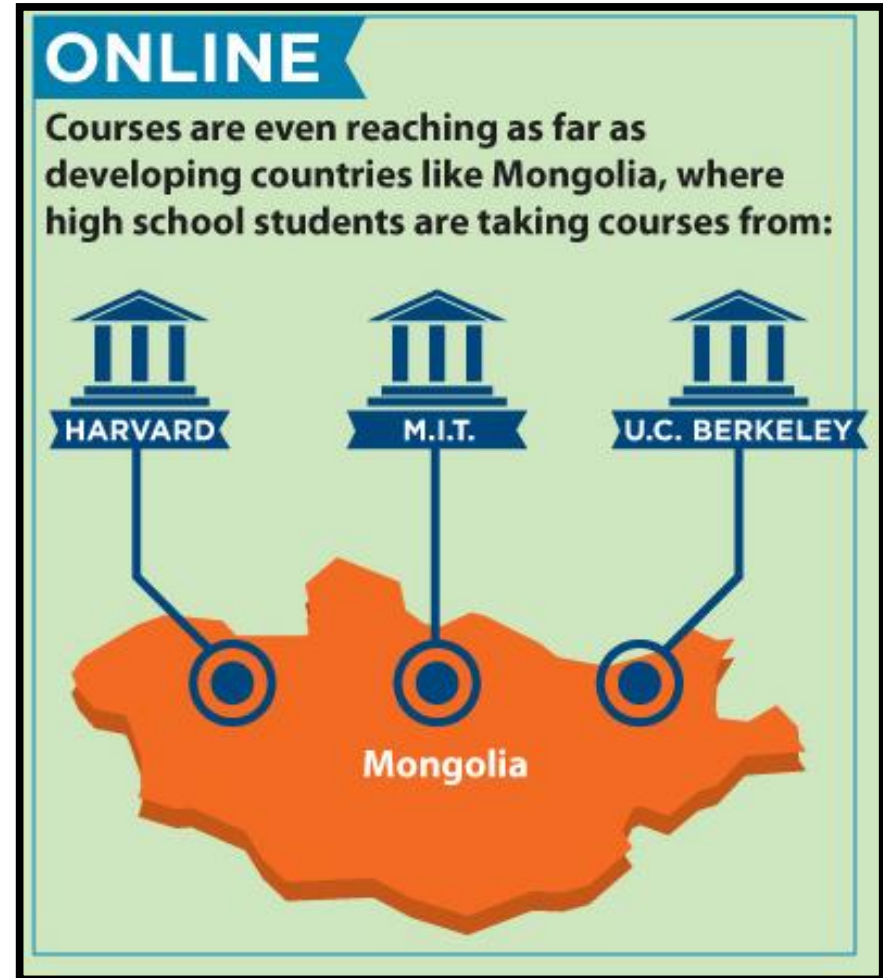 ONLINE
Courses are even reaching as far as
developing countries like Mongolia, where
high school students are taking courses from:
HARVARD
M.I.T.
U.C. BERKELEY
Mongolia